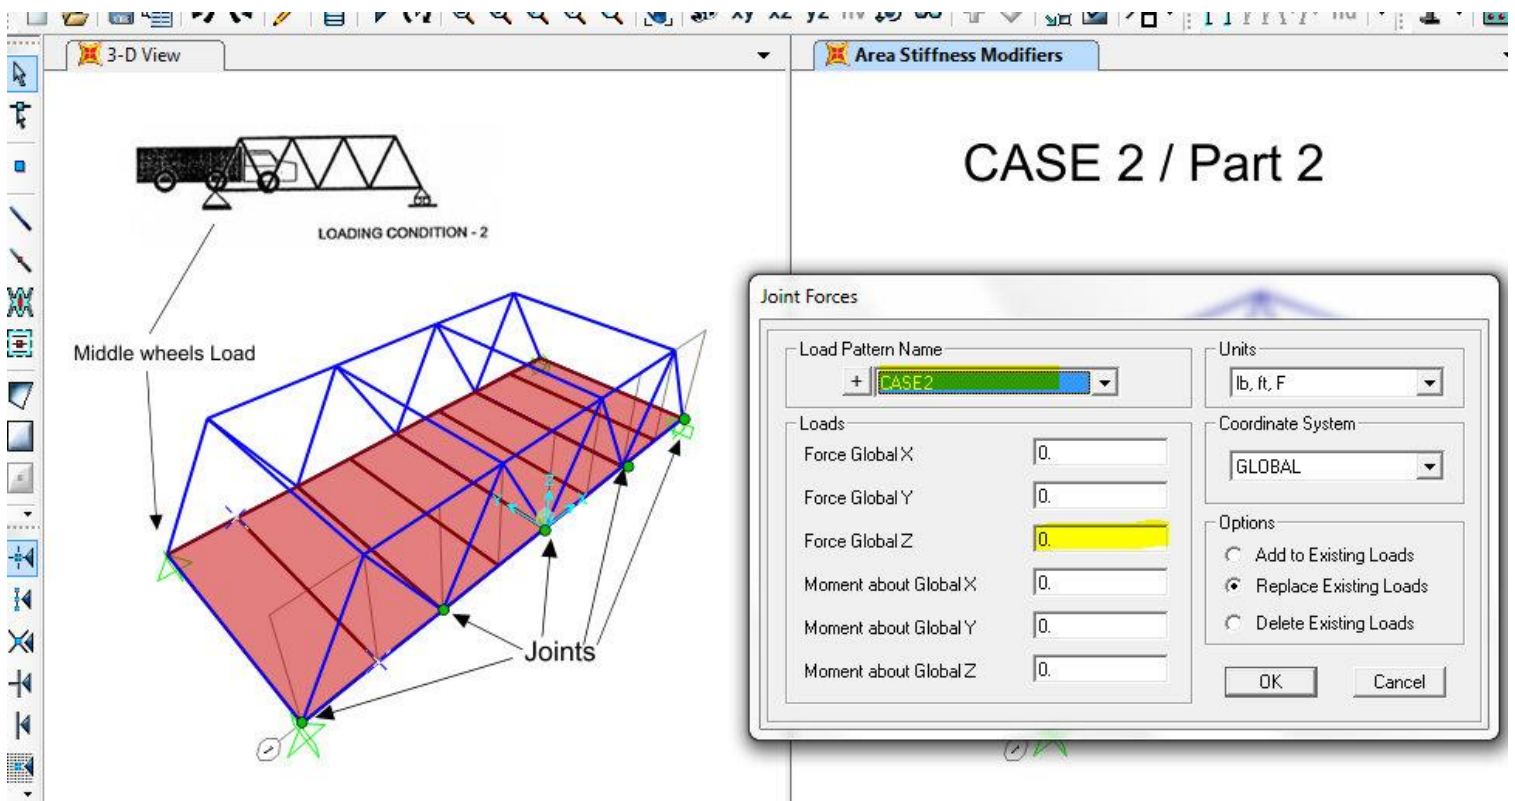 3-D View
Area Stiffness Modifiers
LOADING CONDITION - 2
Middle wheels Load
Joints
CASE 2 / Part 2
Joint Forces
Load Pattern Name
+
CASE2
Units
lb, ft, F
Loads
Force Global X
0.
Force Global Y
0.
Force Global Z
0.
Moment about Global X
0.
Moment about Global Y
0.
Moment about Global Z
0.
Coordinate System
GLOBAL
Options
Add to Existing Loads
Replace Existing Loads
Delete Existing Loads
OK
Cancel